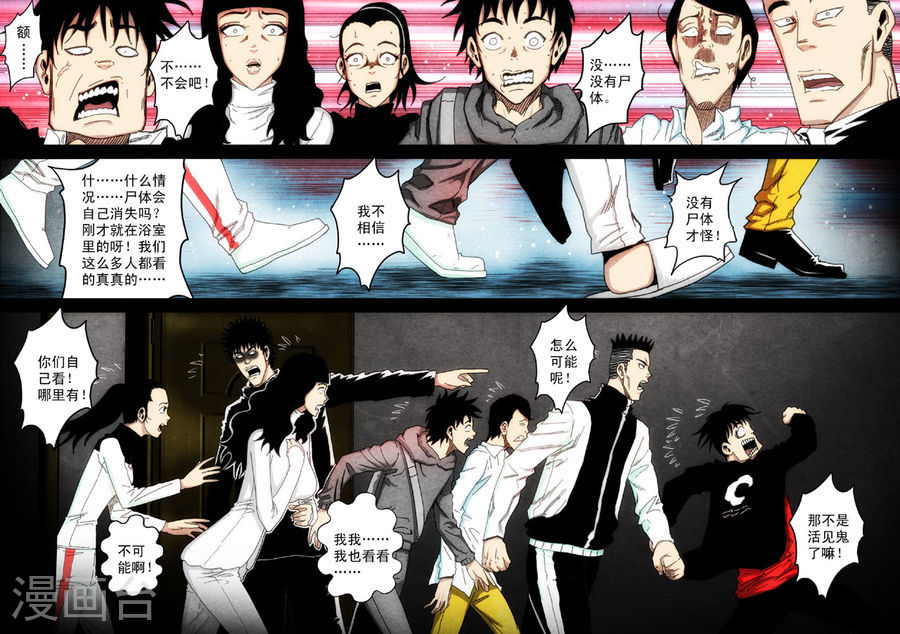 额
……
不……
不会吧！
没……
没有尸
体。
什……什么情
况……尸体会
自己消失吗？
刚才就在浴室
里的呀！我们
这么多人都看
的真真的……
我不
相信……
没有
尸体
才怪！
你们自
己看！
哪里有！
怎么
可能
呢！
不可
能啊！
我我……
我也看看
……
那不是
活见鬼
了嘛！
C
漫画台